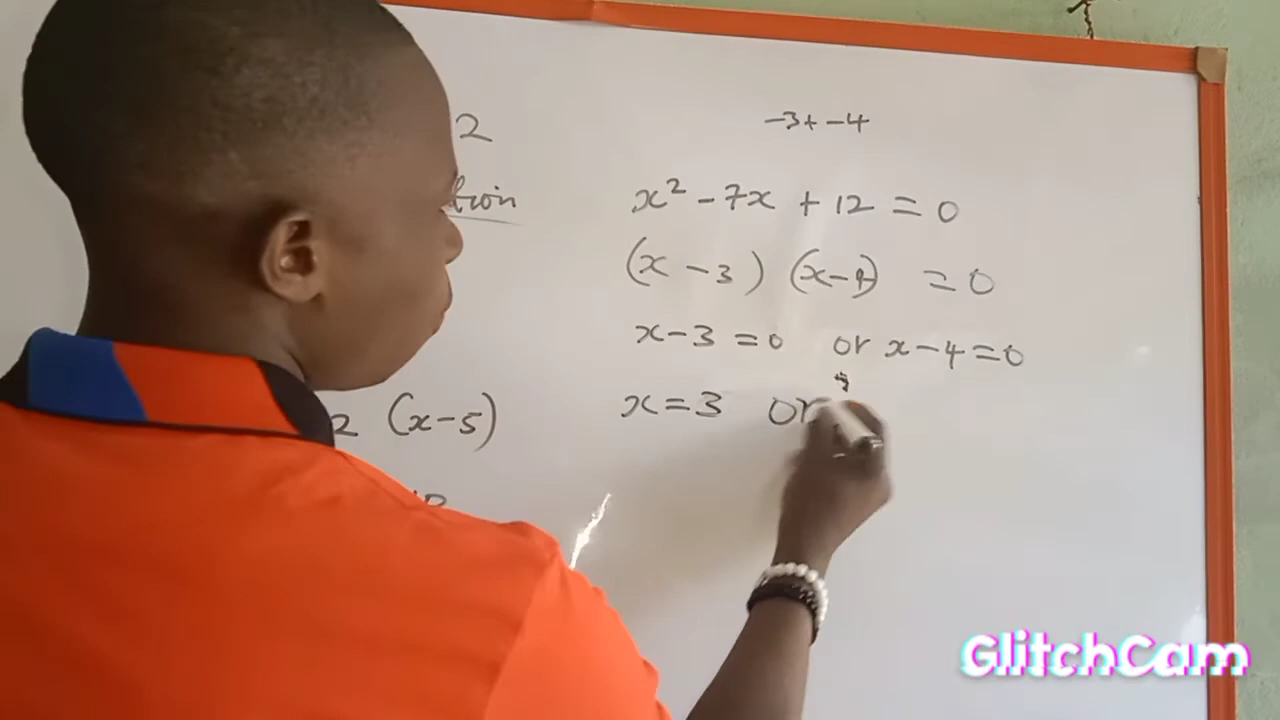 2
tion
2 (x-5)
-3+ -4
x² - 7x + 12 = 0
(x - 3) (x-4) = 0
x-3 = 0 or x-4=0
x=3 or
GlitchCam